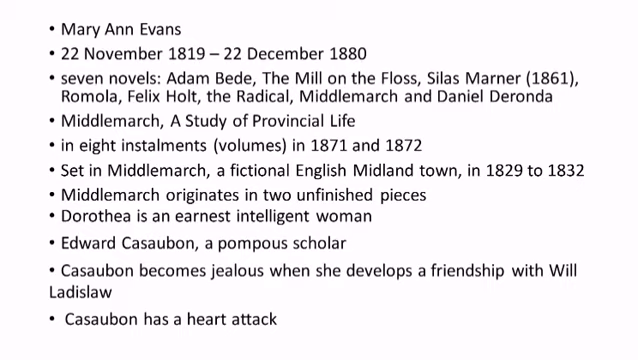 • Mary Ann Evans
• 22 November 1819 – 22 December 1880
• seven novels: Adam Bede, The Mill on the Floss, Silas Marner (1861),
Romola, Felix Holt, the Radical, Middlemarch and Daniel Deronda
• Middlemarch, A Study of Provincial Life
• in eight instalments (volumes) in 1871 and 1872
• Set in Middlemarch, a fictional English Midland town, in 1829 to 1832
• Middlemarch originates in two unfinished pieces
• Dorothea is an earnest intelligent woman
• Edward Casaubon, a pompous scholar
• Casaubon becomes jealous when she develops a friendship with Will
Ladislaw
• Casaubon has a heart attack